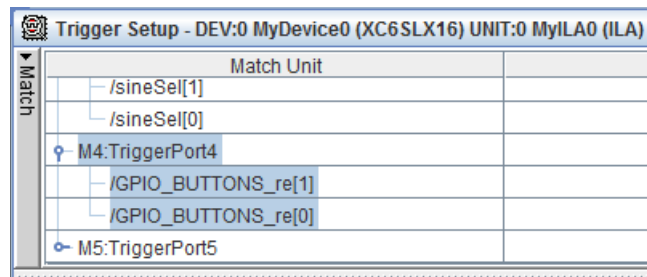 Trigger Setup - DEV:0 MyDevice0 (XC6SLX16) UNIT:0 MyILA0 (ILA)
Match
Match Unit
/sineSel[1]
/sineSel[0]
M4:TriggerPort4
/GPIO_BUTTONS_re[1]
/GPIO_BUTTONS_re[0]
M5:TriggerPort5